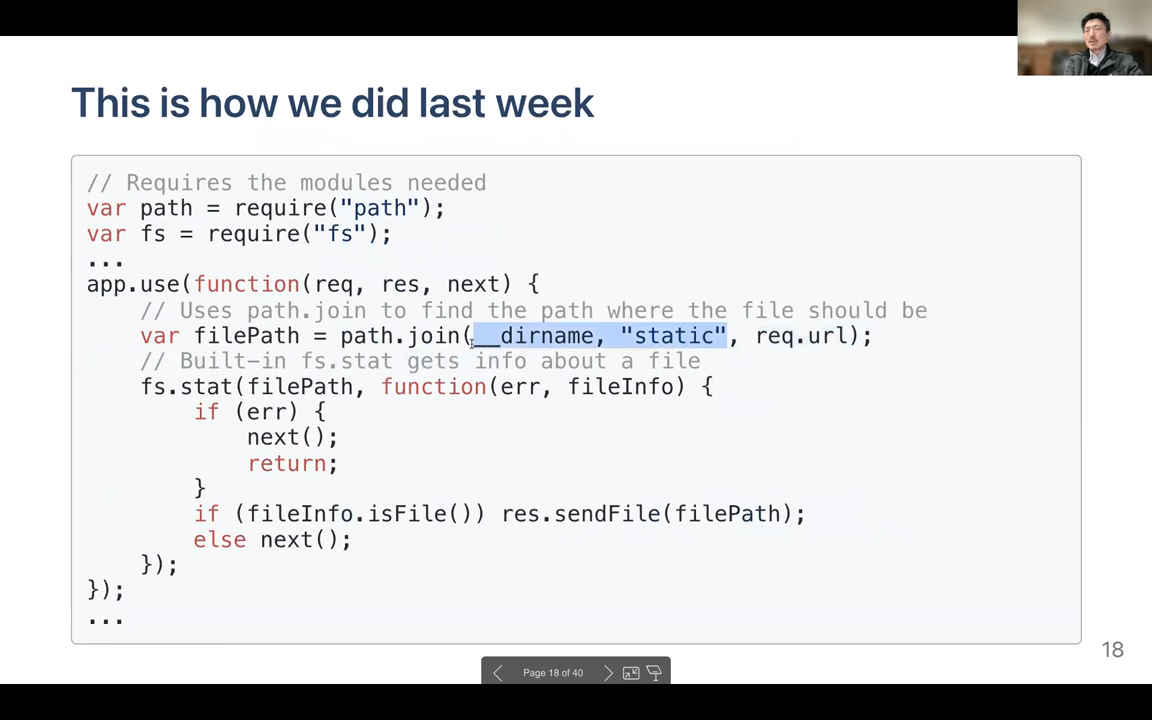 This is how we did last week
// Requires the modules needed
var path = require("path");
var fs = require("fs");
...
app.use(function(req, res, next) {
    // Uses path.join to find the path where the file should be
    var filePath = path.join(__dirname, "static", req.url);
    // Built-in fs.stat gets info about a file
    fs.stat(filePath, function(err, fileInfo) {
        if (err) {
            next();
            return;
        }
        if (fileInfo.isFile()) res.sendFile(filePath);
        else next();
    });
});
...
18
Page 18 of 40